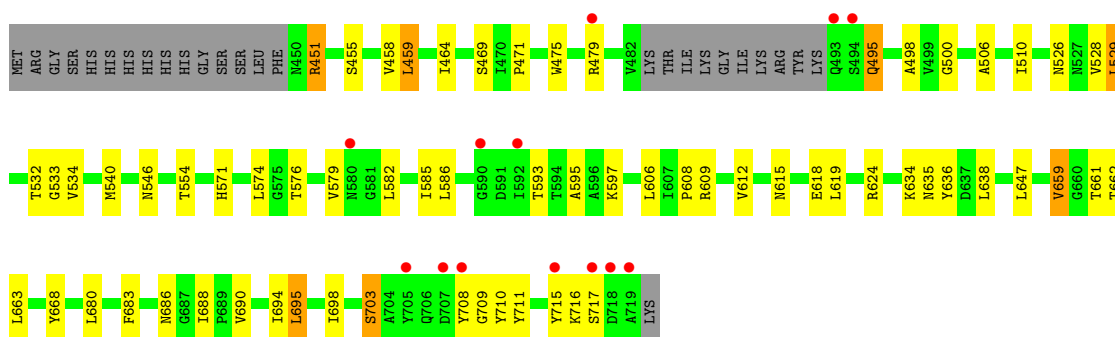 MET ARG GLY SER HIS HIS HIS HIS HIS HIS GLY SER SER LEU PHE N450 R451 S455 V458 L459 I464 S469 I470 P471 W475 R479 V482 LYS THR ILE LYS GLY ILE LYS ARG TYR LYS Q493 S494 Q495 A498 V499 G500 A506 I510 N526 N527 V528 L529
T532 G533 V534 M540 N546 T554 H571 L574 G575 T576 V579 N580 G581 L582 I585 L586 G590 D591 I592 T593 T594 A595 A596 K597 L606 I607 P608 R609 V612 N615 E618 L619 R624 K634 N635 Y636 D637 L638 L647 V659 G660 T661 T662
L663 Y668 L680 F683 N686 G687 I688 P689 V690 I694 L695 I698 S703 A704 Y705 Q706 D707 Y708 G709 Y710 Y711 Y715 K716 S717 D718 A719 LYS